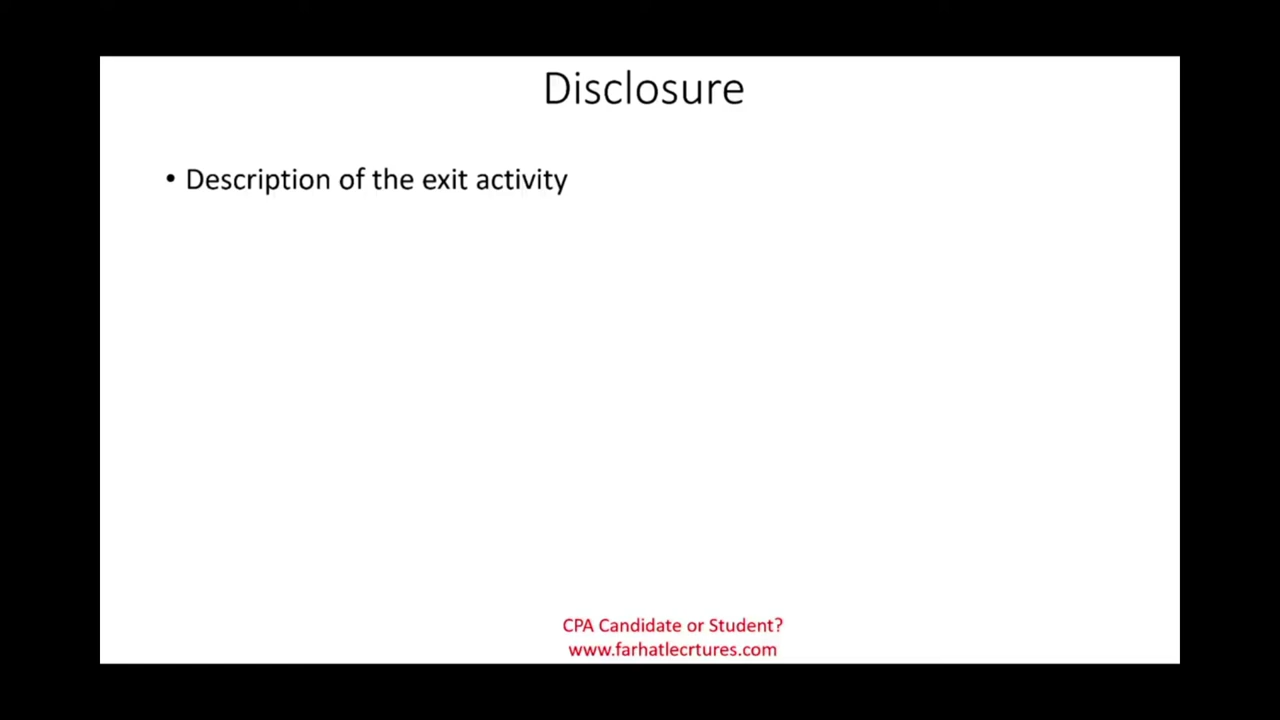 Disclosure
• Description of the exit activity
CPA Candidate or Student?
www.farhatlecrtures.com